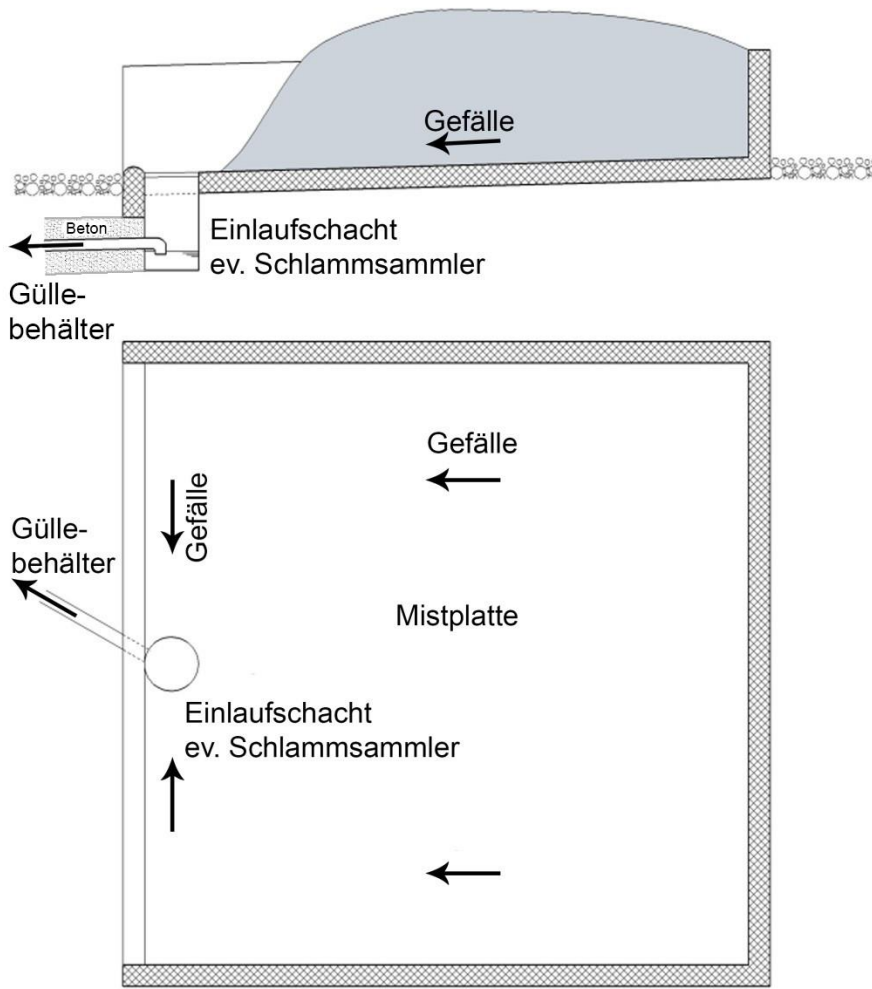 Gefälle
Beton
Einlaufschacht
ev. Schlammsammler
Gülle-
behälter
Gefälle
Gefälle
Gülle-
behälter
Mistplatte
Einlaufschacht
ev. Schlammsammler